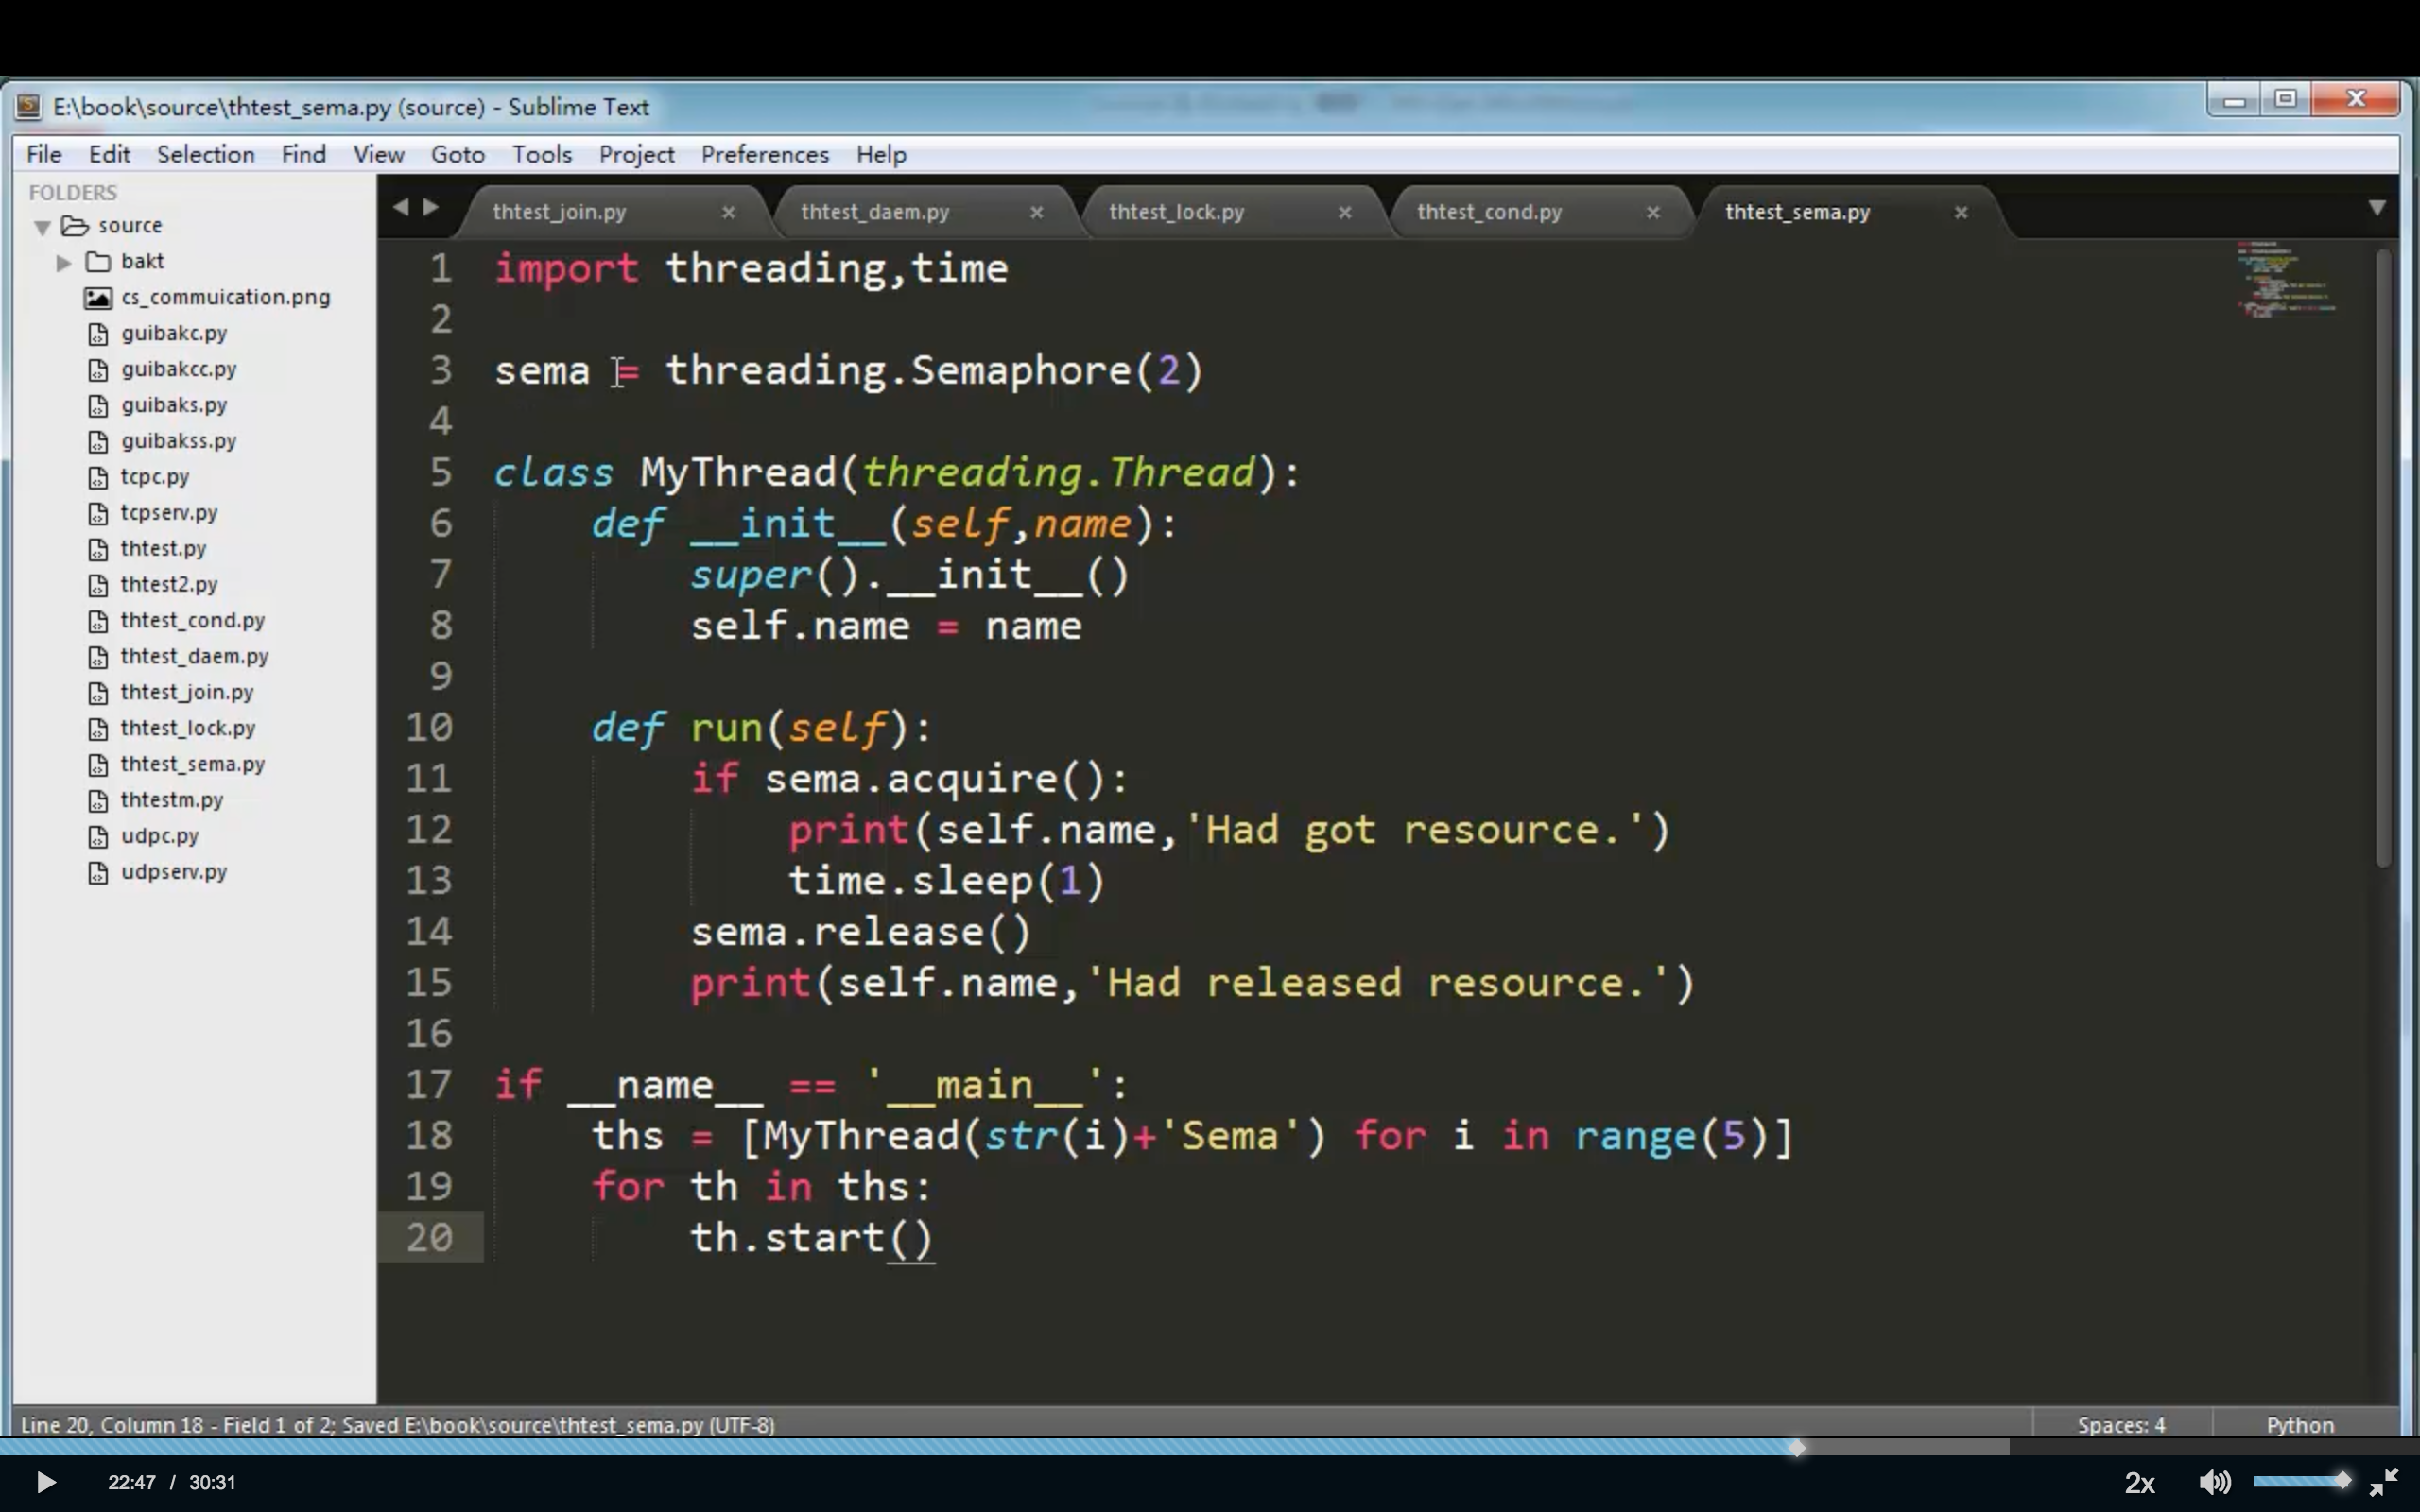 E:\book\source\thtest_sema.py (source) - Sublime Text
File Edit Selection Find View Goto Tools Project Preferences Help
FOLDERS
source
bakt
cs_commuication.png
guibakc.py
guibakcc.py
guibaks.py
guibakss.py
tcpc.py
tcpserv.py
thtest.py
thtest2.py
thtest_cond.py
thtest_daem.py
thtest_join.py
thtest_lock.py
thtest_sema.py
thtestm.py
udpc.py
udpserv.py
thtest_join.py × thtest_daem.py × thtest_lock.py × thtest_cond.py × thtest_sema.py ×
1 import threading,time
2
3 sema = threading.Semaphore(2)
4
5 class MyThread(threading.Thread):
6     def __init__(self,name):
7         super().__init__()
8         self.name = name
9
10     def run(self):
11         if sema.acquire():
12             print(self.name,'Had got resource.')
13             time.sleep(1)
14         sema.release()
15         print(self.name,'Had released resource.')
16
17 if __name__ == '__main__':
18     ths = [MyThread(str(i)+'Sema') for i in range(5)]
19     for th in ths:
20         th.start()
Line 20, Column 18 - Field 1 of 2; Saved E:\book\source\thtest_sema.py (UTF-8) Spaces: 4 Python
22:47 / 30:31 2x